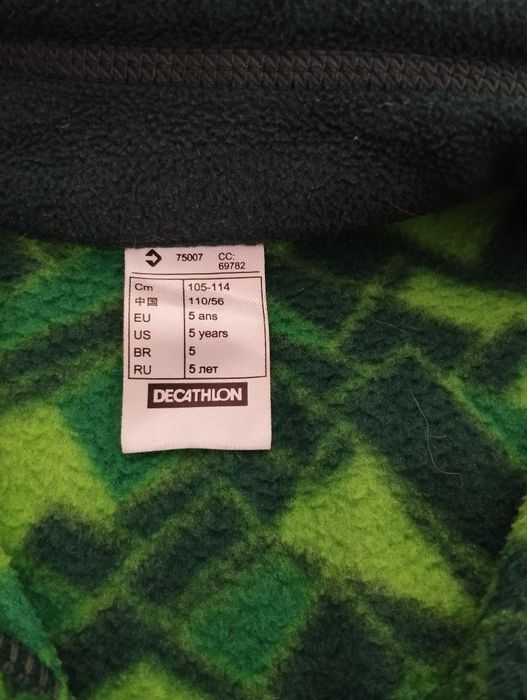 75007 CC: 69782
Cm 105-114
中国 110/56
EU 5 ans
US 5 years
BR 5
RU 5 лет
DECATHLON